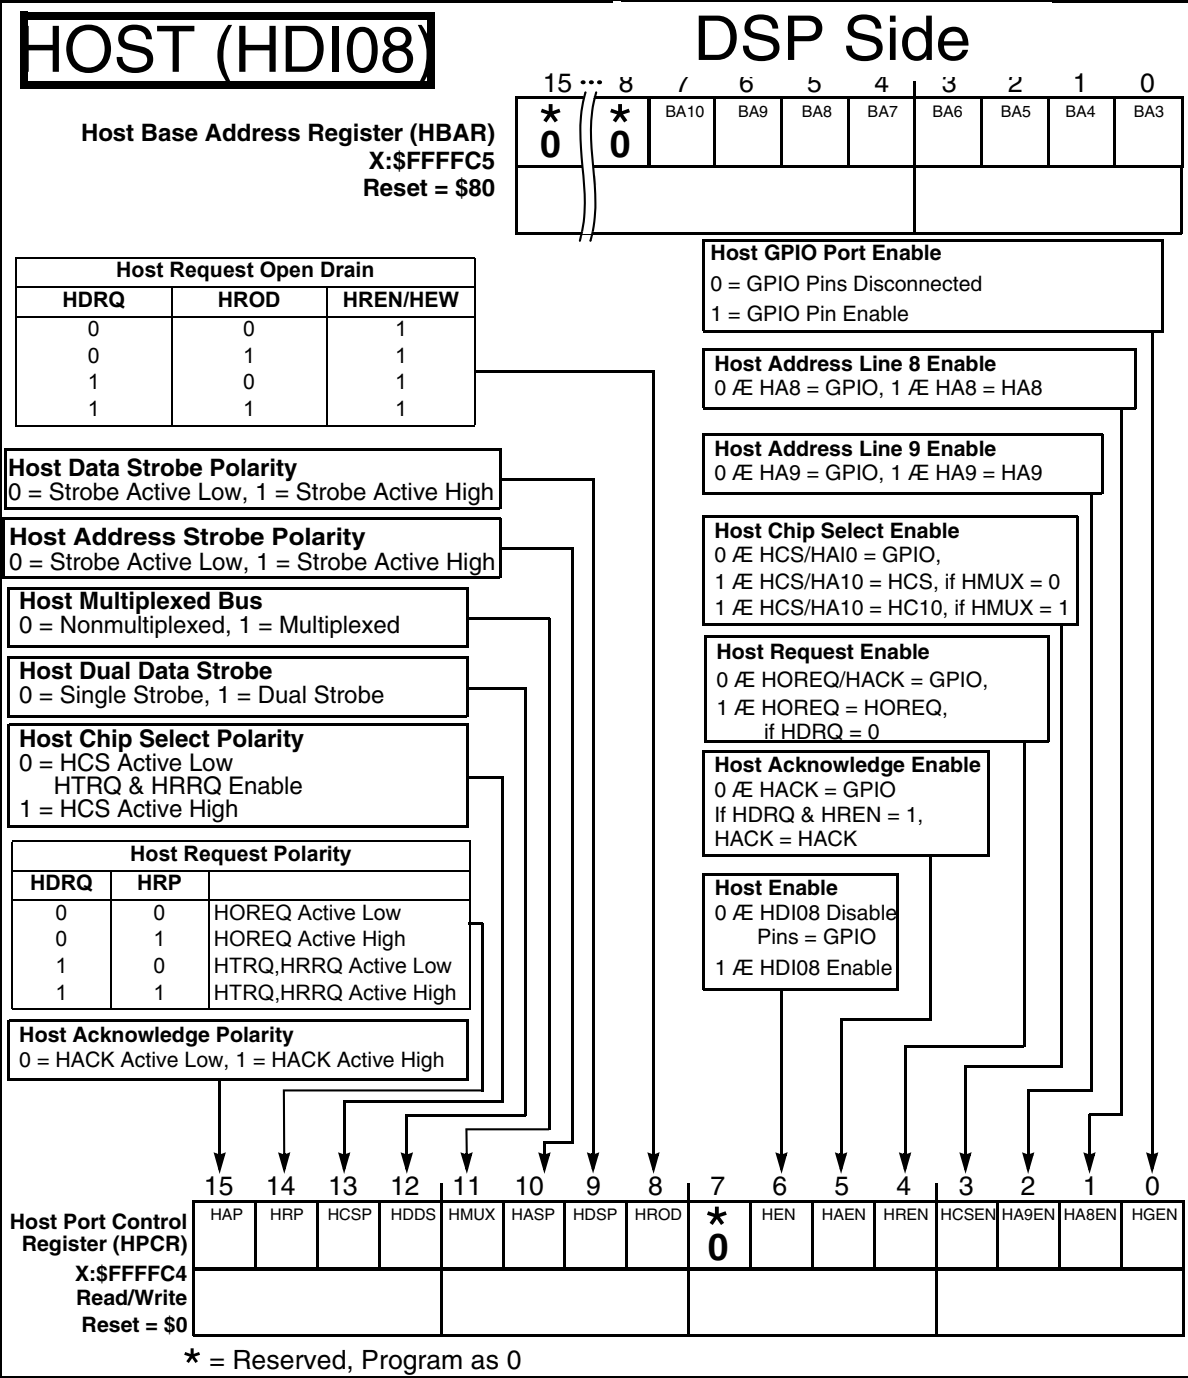 HOST (HDI08)
DSP Side
15 ... 8 7 6 5 4 3 2 1 0
Host Base Address Register (HBAR)
X:$FFFFC5
Reset = $80
* * BA10 BA9 BA8 BA7 BA6 BA5 BA4 BA3
0 0
Host Request Open Drain
HDRQ HROD HREN/HEW
0 0 1
0 1 1
1 0 1
1 1 1
Host Data Strobe Polarity
0 = Strobe Active Low, 1 = Strobe Active High
Host Address Strobe Polarity
0 = Strobe Active Low, 1 = Strobe Active High
Host Multiplexed Bus
0 = Nonmultiplexed, 1 = Multiplexed
Host Dual Data Strobe
0 = Single Strobe, 1 = Dual Strobe
Host Chip Select Polarity
0 = HCS Active Low
HTRQ & HRRQ Enable
1 = HCS Active High
Host Request Polarity
HDRQ HRP
0 0 HOREQ Active Low
0 1 HOREQ Active High
1 0 HTRQ,HRRQ Active Low
1 1 HTRQ,HRRQ Active High
Host Acknowledge Polarity
0 = HACK Active Low, 1 = HACK Active High
Host GPIO Port Enable
0 = GPIO Pins Disconnected
1 = GPIO Pin Enable
Host Address Line 8 Enable
0 Æ HA8 = GPIO, 1 Æ HA8 = HA8
Host Address Line 9 Enable
0 Æ HA9 = GPIO, 1 Æ HA9 = HA9
Host Chip Select Enable
0 Æ HCS/HAI0 = GPIO,
1 Æ HCS/HA10 = HCS, if HMUX = 0
1 Æ HCS/HA10 = HC10, if HMUX = 1
Host Request Enable
0 Æ HOREQ/HACK = GPIO,
1 Æ HOREQ = HOREQ,
if HDRQ = 0
Host Acknowledge Enable
0 Æ HACK = GPIO
If HDRQ & HREN = 1,
HACK = HACK
Host Enable
0 Æ HDI08 Disable
Pins = GPIO
1 Æ HDI08 Enable
15 14 13 12 11 10 9 8 7 6 5 4 3 2 1 0
Host Port Control
Register (HPCR)
X:$FFFFC4
Read/Write
Reset = $0
HAP HRP HCSP HDDS HMUX HASP HDSP HROD * HEN HAEN HREN HCSEN HA9EN HA8EN HGEN
0
* = Reserved, Program as 0